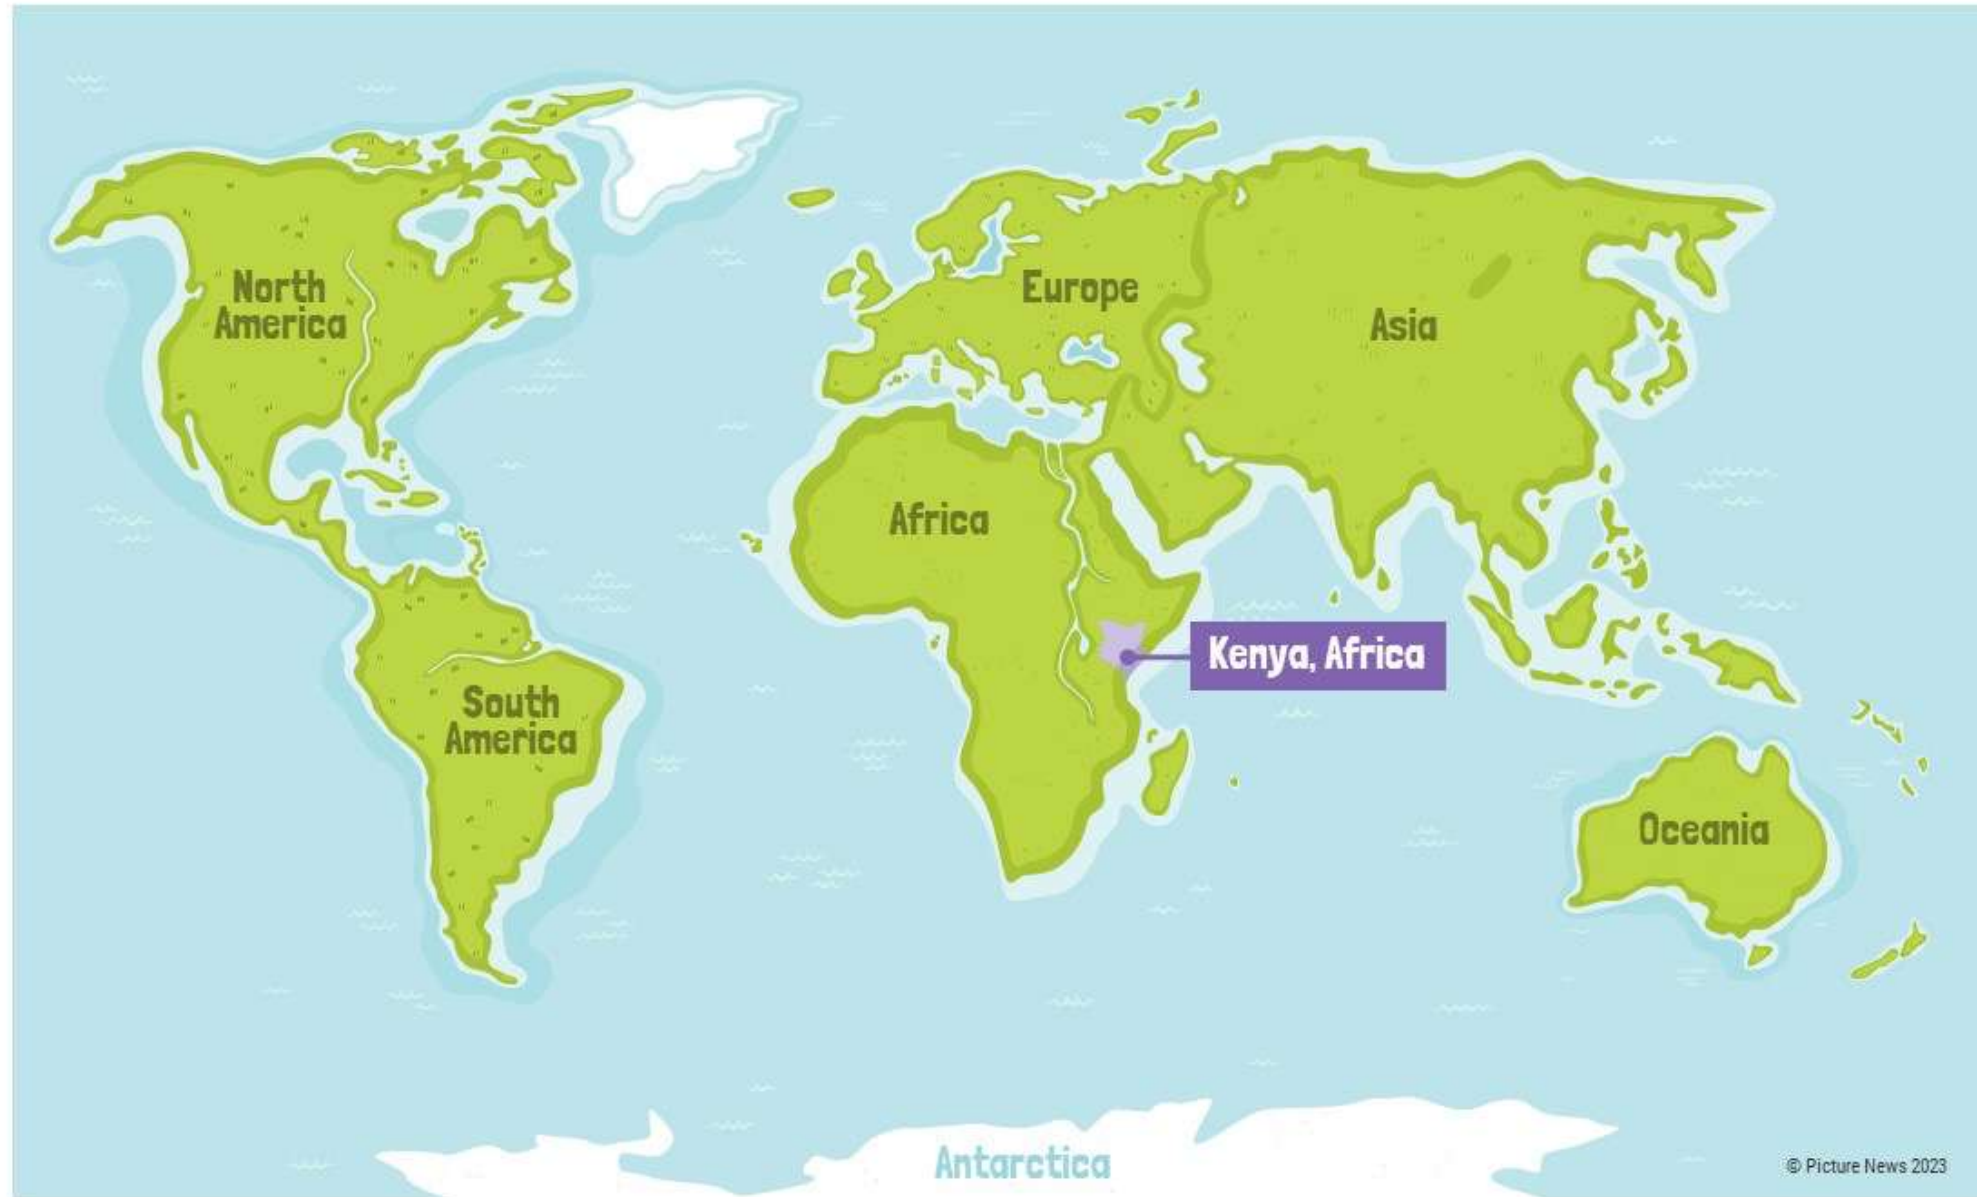 North
America
Europe
Asia
Africa
Kenya, Africa
South
America
Oceania
Antarctica
© Picture News 2023